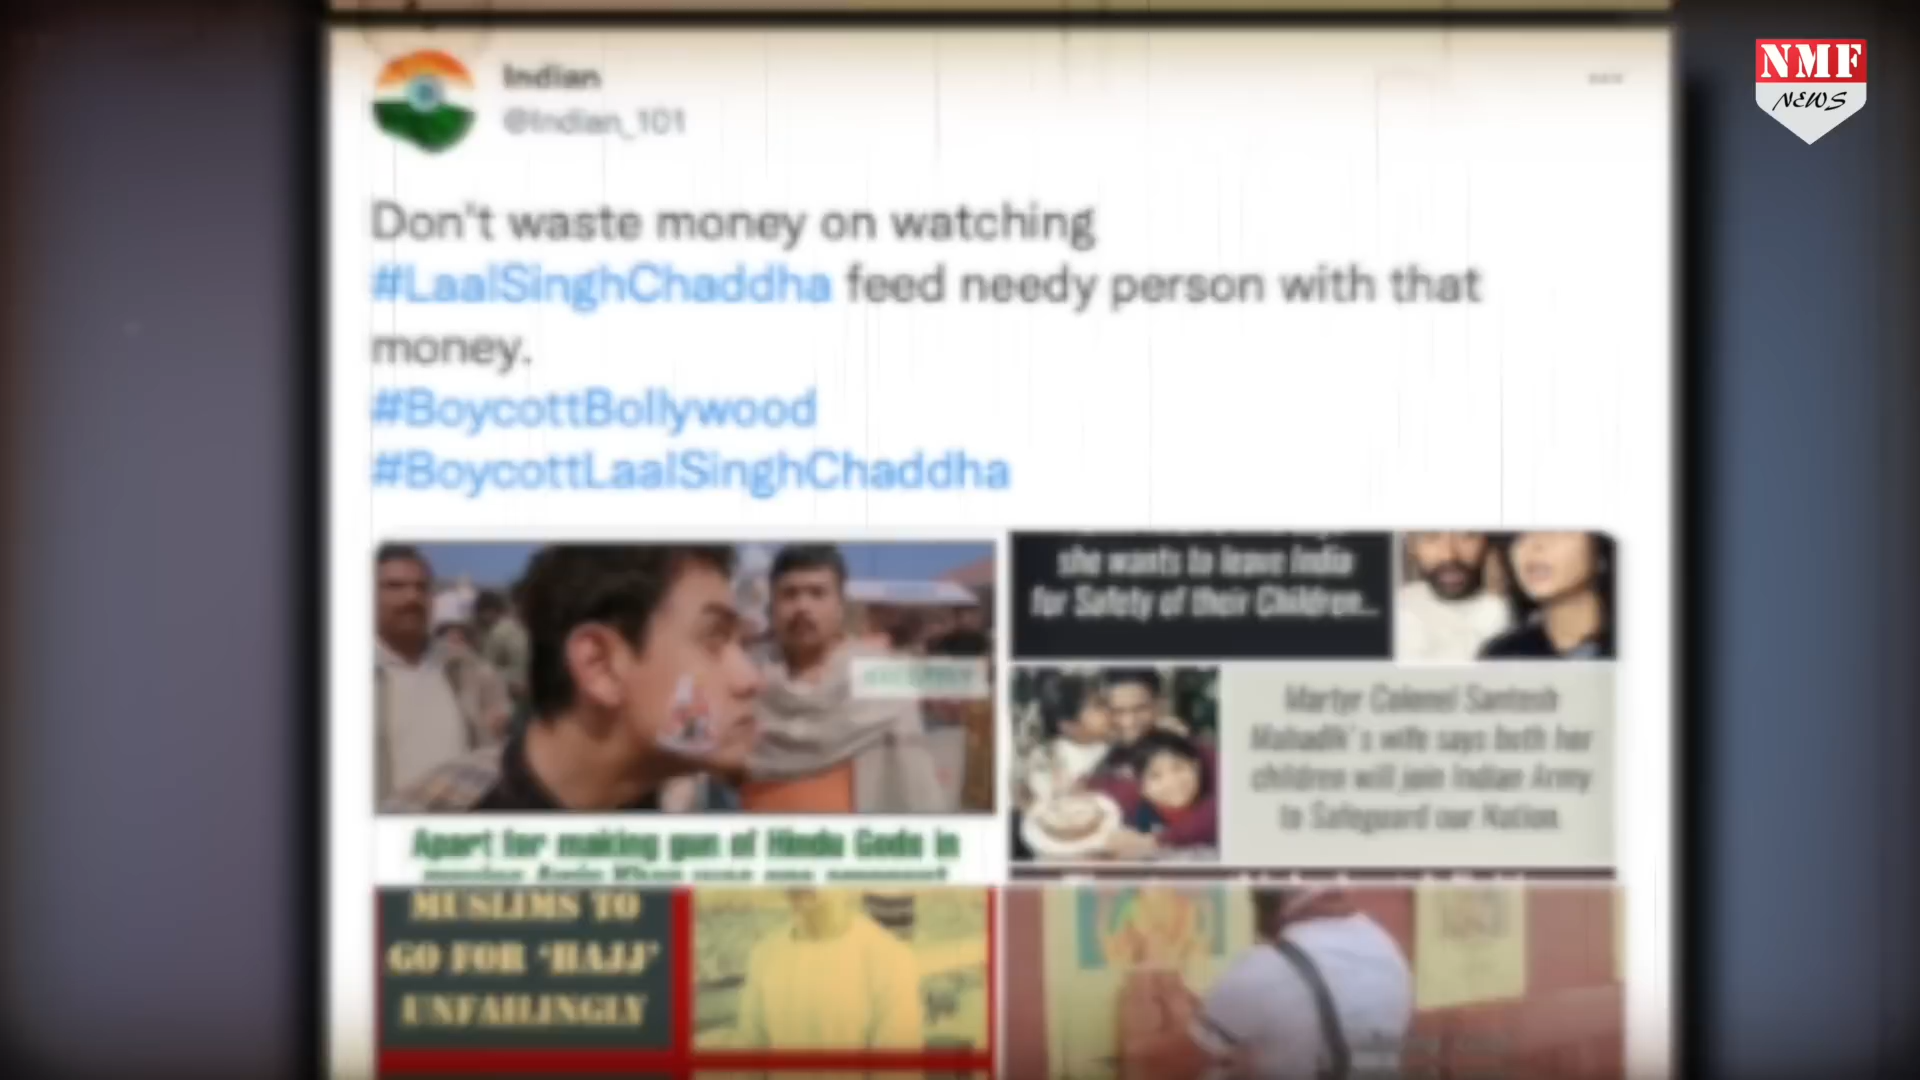 NMF
NEWS
Indian
@Indian_101
Don't waste money on watching
#LaalSinghChaddha feed needy person with that
money.
#BoycottBollywood
#BoycottLaalSinghChaddha
she wants to leave India
for Safety of their Children...
Martyr Colonel Santosh
Mahadik's wife says both her
children will join Indian Army
to Safeguard our Nation.
Apart for making gun of Hindu Gods in
MUSLIMS TO
GO FOR 'HAJJ'
UNFAILINGLY